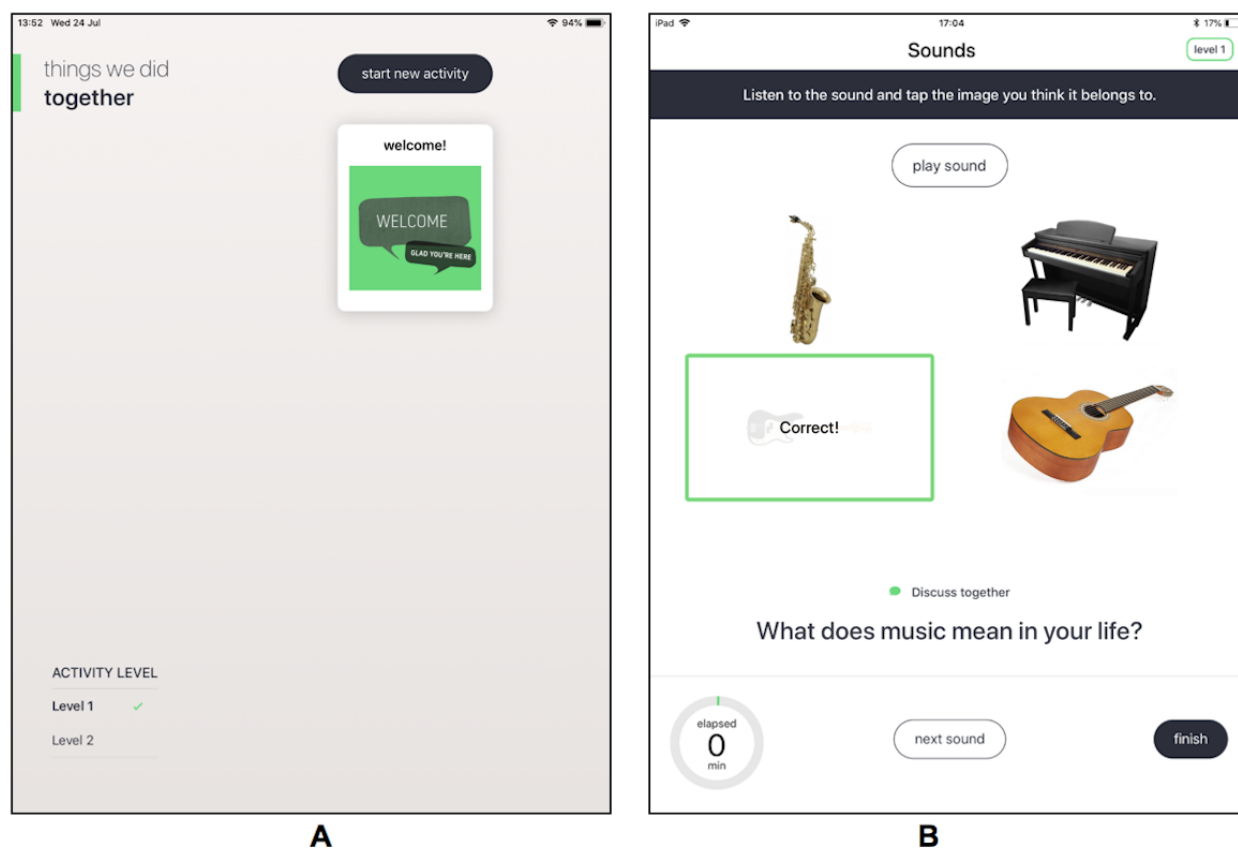 13:52 Wed 24 Jul
94%
things we did
together
start new activity
welcome!
WELCOME
GLAD YOU'RE HERE
ACTIVITY LEVEL
Level 1
Level 2
A
iPad
17:04
17%
Sounds
level 1
Listen to the sound and tap the image you think it belongs to.
play sound
Correct!
Discuss together
What does music mean in your life?
elapsed
0
min
next sound
finish
B